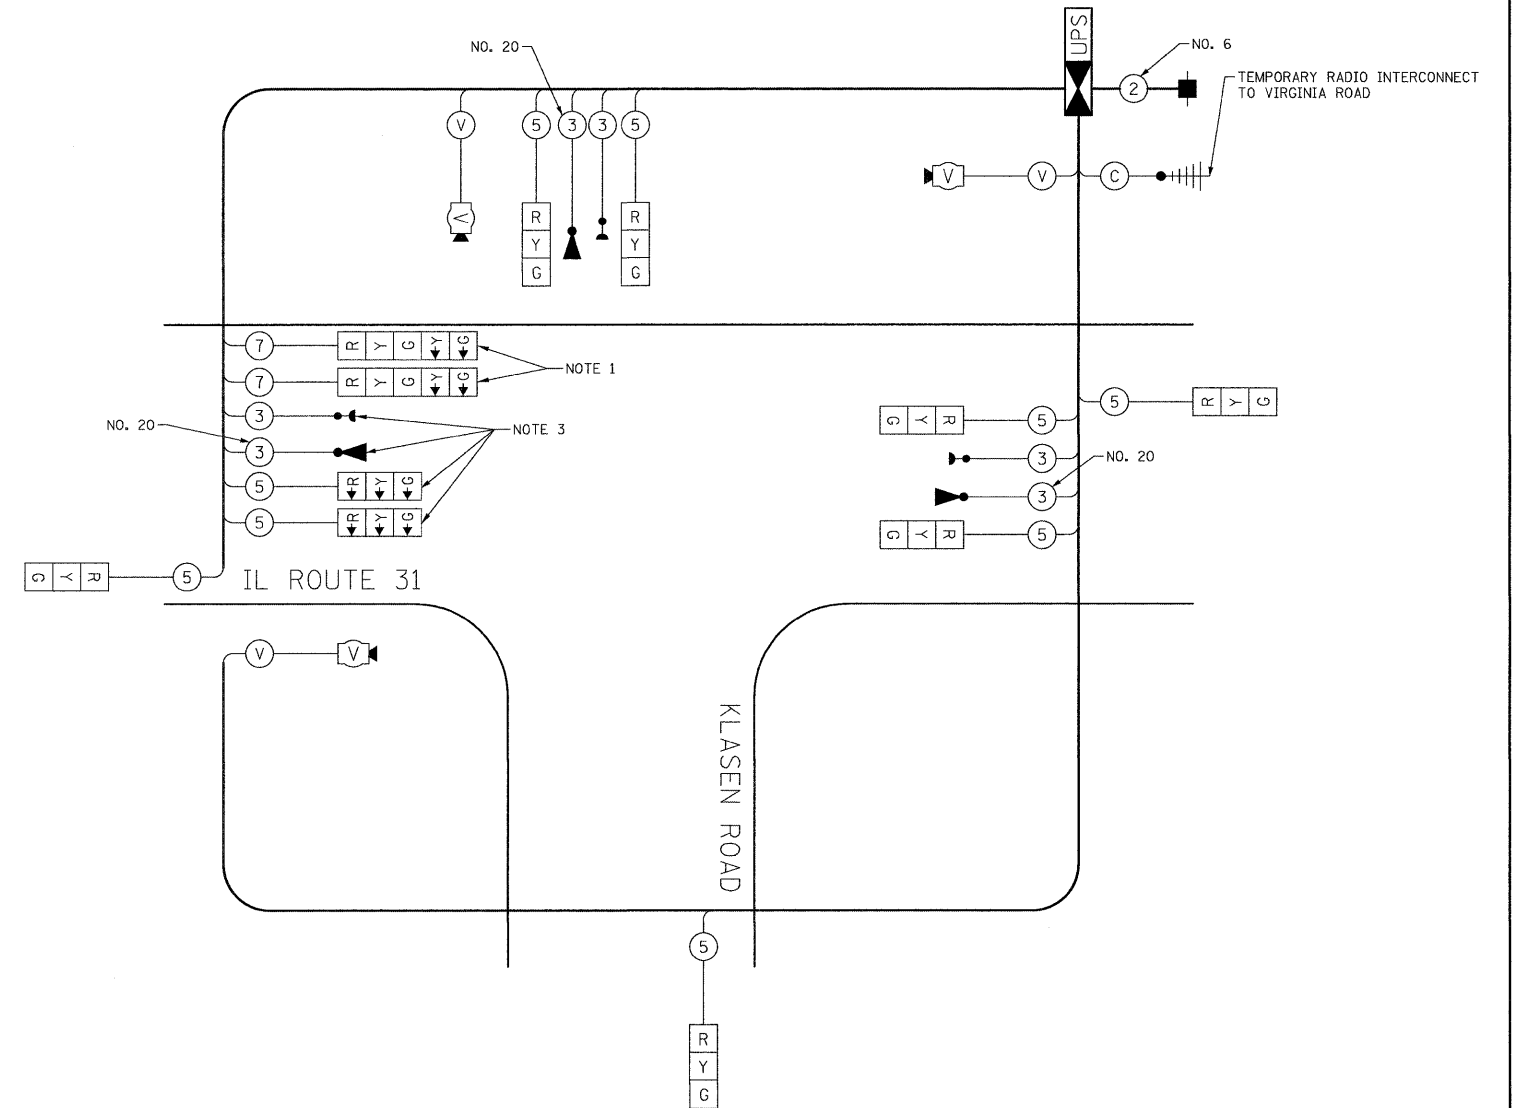 UPS
NO. 20
NO. 6
2
TEMPORARY RADIO INTERCONNECT
TO VIRGINIA ROAD
V
5
3
3
5
V
V
C
V
R
Y
G
R
Y
G
7
R Y G Y G
7
R Y G Y G
NOTE 1
3
NO. 20
3
NOTE 3
5
R Y G
5
R Y G
G Y R
5
5
R Y G
3
NO. 20
3
G Y R
5
G Y R
5
IL ROUTE 31
V
V
KLASEN ROAD
5
R
Y
G